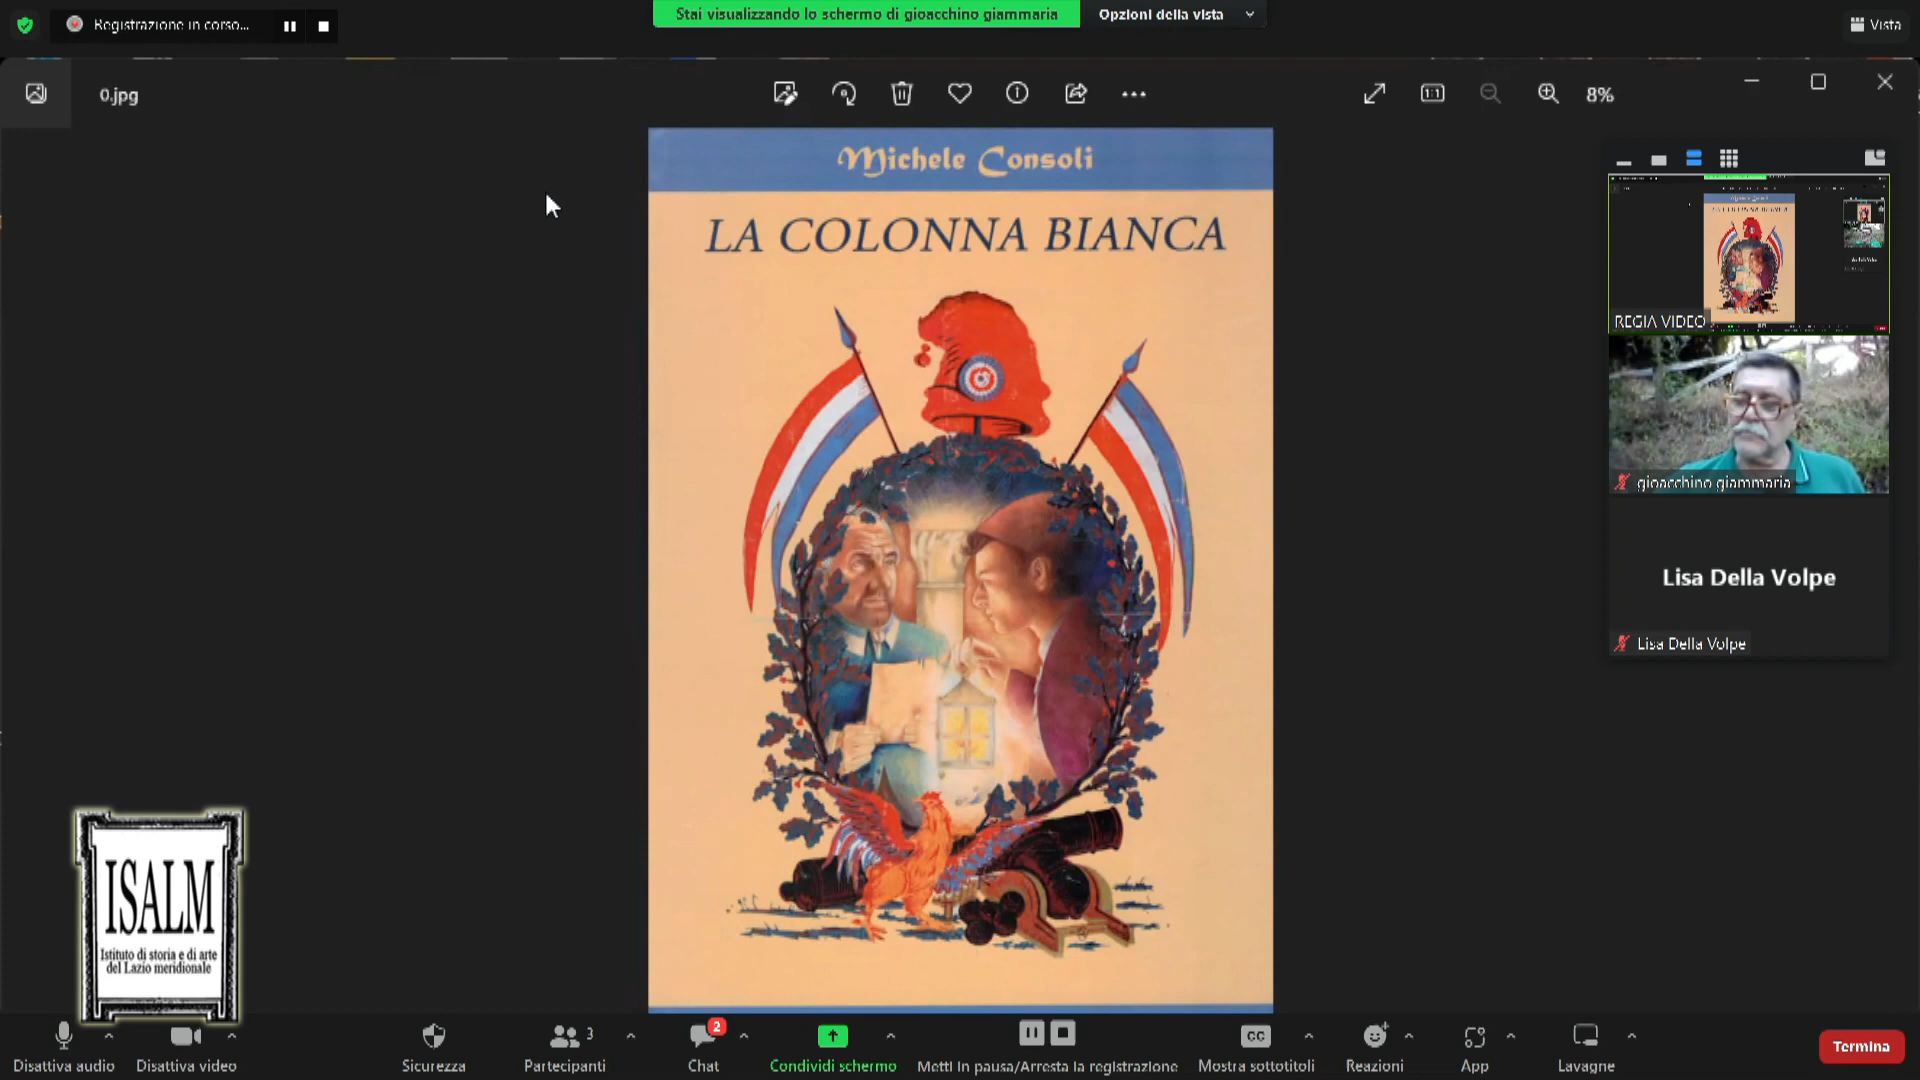 Registrazione in corso...
Stai visualizzando lo schermo di gioacchino giammaria
Opzioni della vista
Vista
0.jpg
8%
Michele Consoli
LA COLONNA BIANCA
REGIA VIDEO
gioacchino giammaria
Lisa Della Volpe
Lisa Della Volpe
ISALM
Istituto di storia e di arte
del Lazio meridionale
Disattiva audio
Disattiva video
Sicurezza
Partecipanti
3
Chat
2
Condividi schermo
Metti in pausa/Arresta la registrazione
CC
Mostra sottotitoli
Reazioni
App
Lavagne
Termina